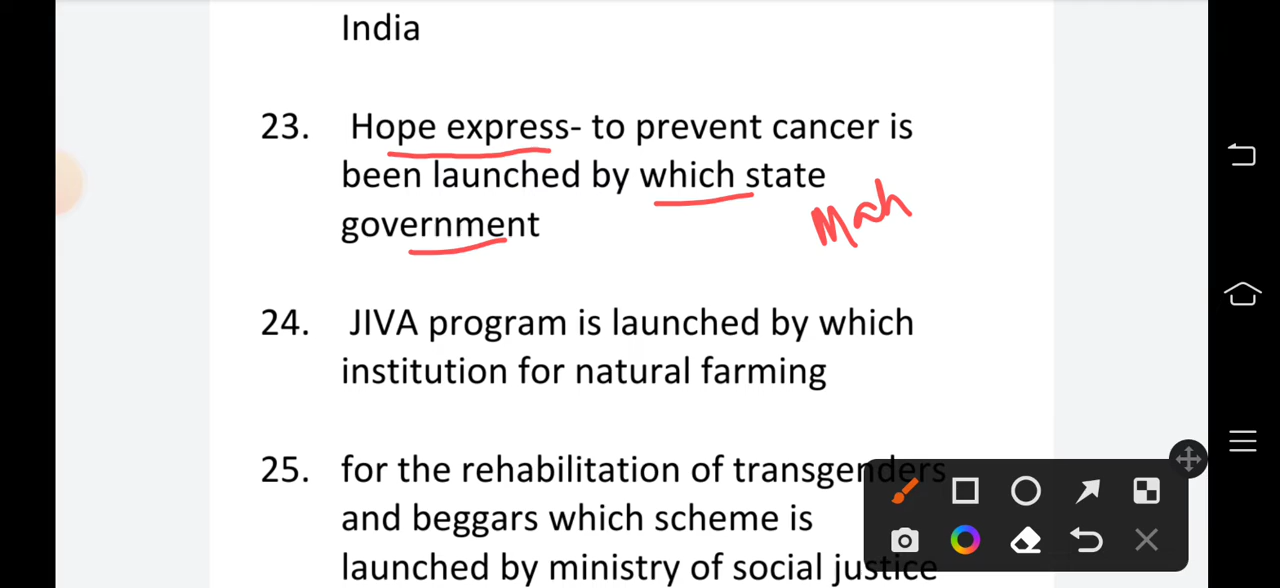 India
23. Hope express- to prevent cancer is
been launched by which state
government
Mah
24. JIVA program is launched by which
institution for natural farming
25. for the rehabilitation of transgenders
and beggars which scheme is
launched by ministry of social justice